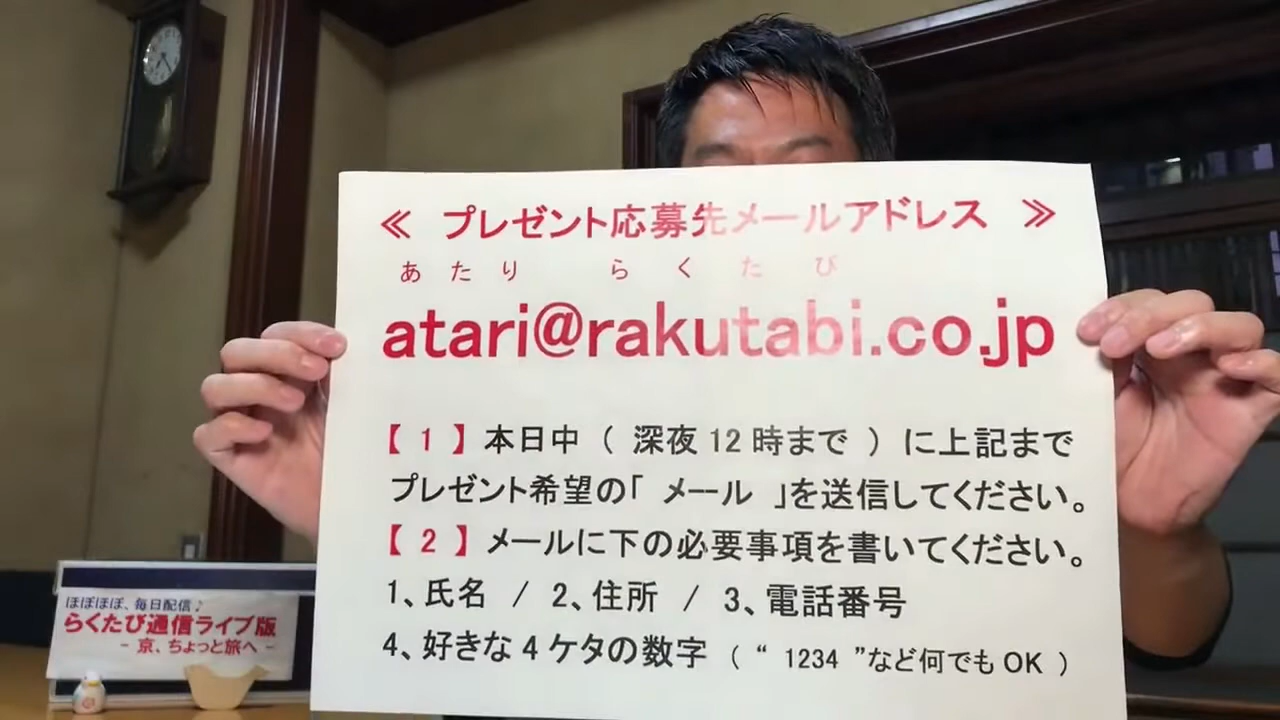 ≪ プレゼント応募先メールアドレス ≫
あたり らくたび
atari@rakutabi.co.jp
【1】本日中（深夜12時まで）に上記まで
プレゼント希望の「メール」を送信してください。
【2】メールに下の必要事項を書いてください。
1、氏名 / 2、住所 / 3、電話番号
4、好きな4ケタの数字（“1234”など何でもOK）
ほぼほぼ、毎日配信♪
らくたび通信ライブ版
- 京、ちょっと旅へ -